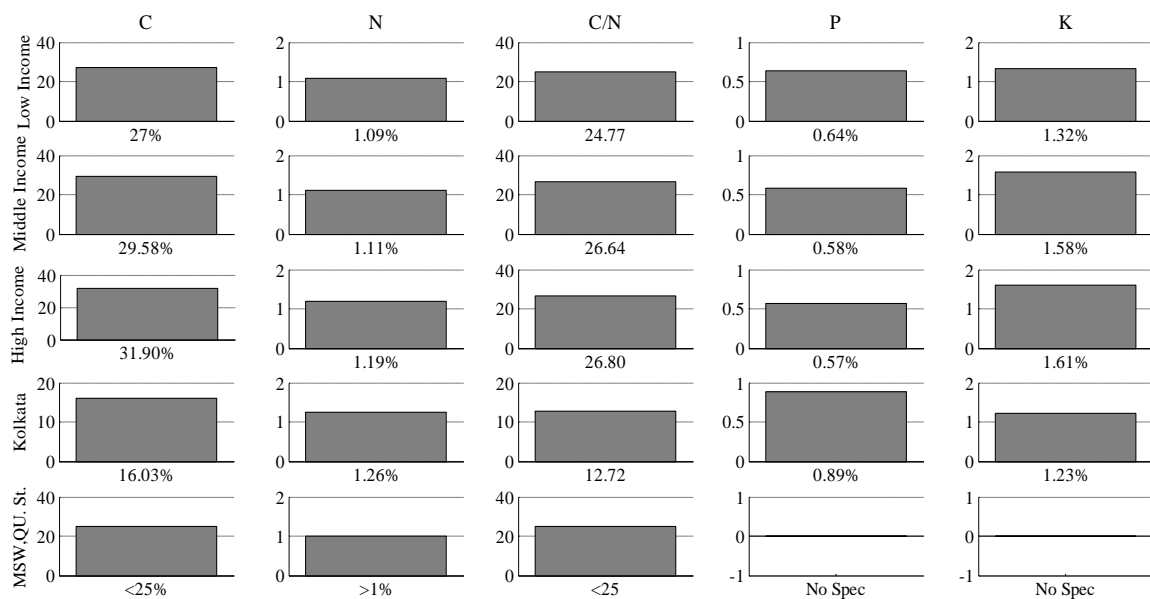 C N C/N P K
Low Income
40 2 40 1 2
20 1 20 0.5 1
0 0 0 0 0
27% 1.09% 24.77 0.64% 1.32%
Middle Income
40 2 40 1 2
20 1 20 0.5 1
0 0 0 0 0
29.58% 1.11% 26.64 0.58% 1.58%
High Income
40 2 40 1 2
20 1 20 0.5 1
0 0 0 0 0
31.90% 1.19% 26.80 0.57% 1.61%
Kolkata
20 2 20 1 2
10 1 10 0.5 1
0 0 0 0 0
16.03% 1.26% 12.72 0.89% 1.23%
MSW,QU. St.
40 2 40 1 1
20 1 20 0 0
0 0 0 -1 -1
<25% >1% <25 No Spec No Spec